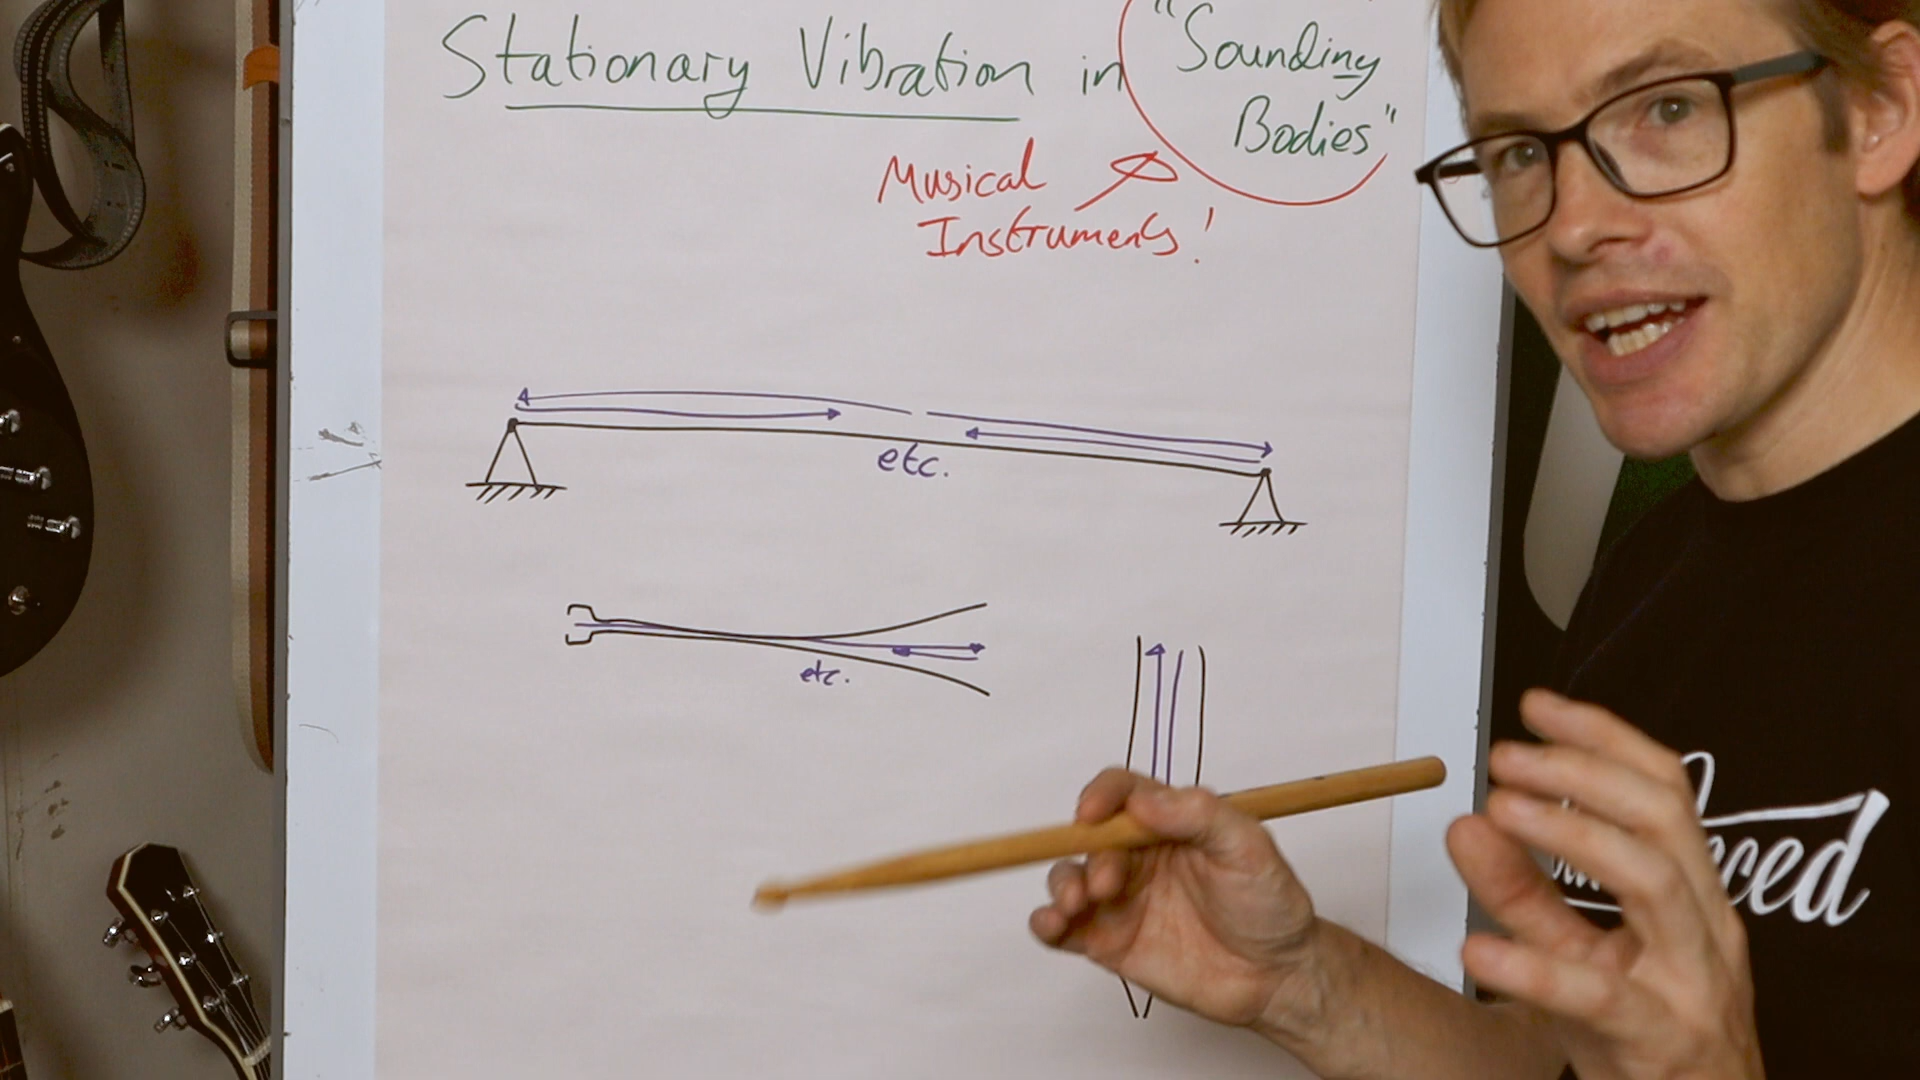 Stationary Vibration in "Sounding
Bodies"
Musical
Instruments!
etc.
etc.